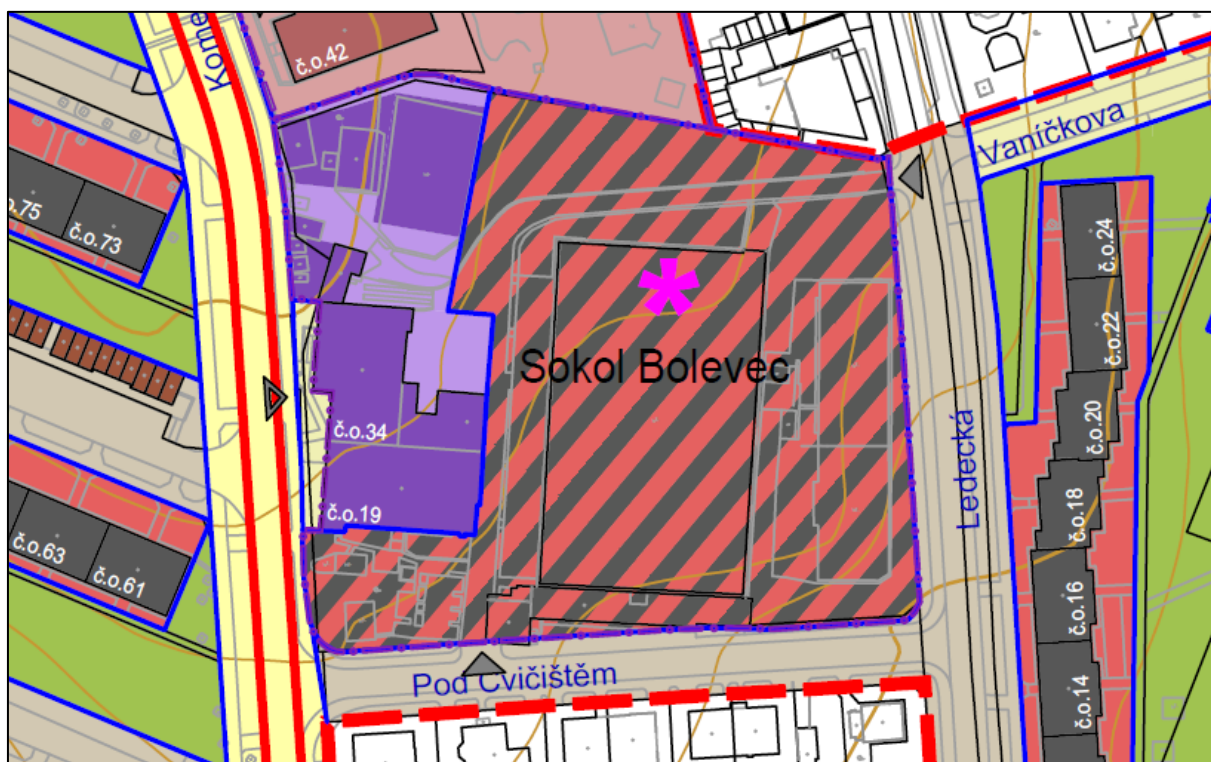 Kome
č.o.42
Vaníčkova
č.o.75
č.o.73
č.o.24
č.o.22
Sokol Bolevec
č.o.20
č.o.34
Ledecká
č.o.19
č.o.18
č.o.63
č.o.61
č.o.16
Pod Cvičištěm
č.o.14